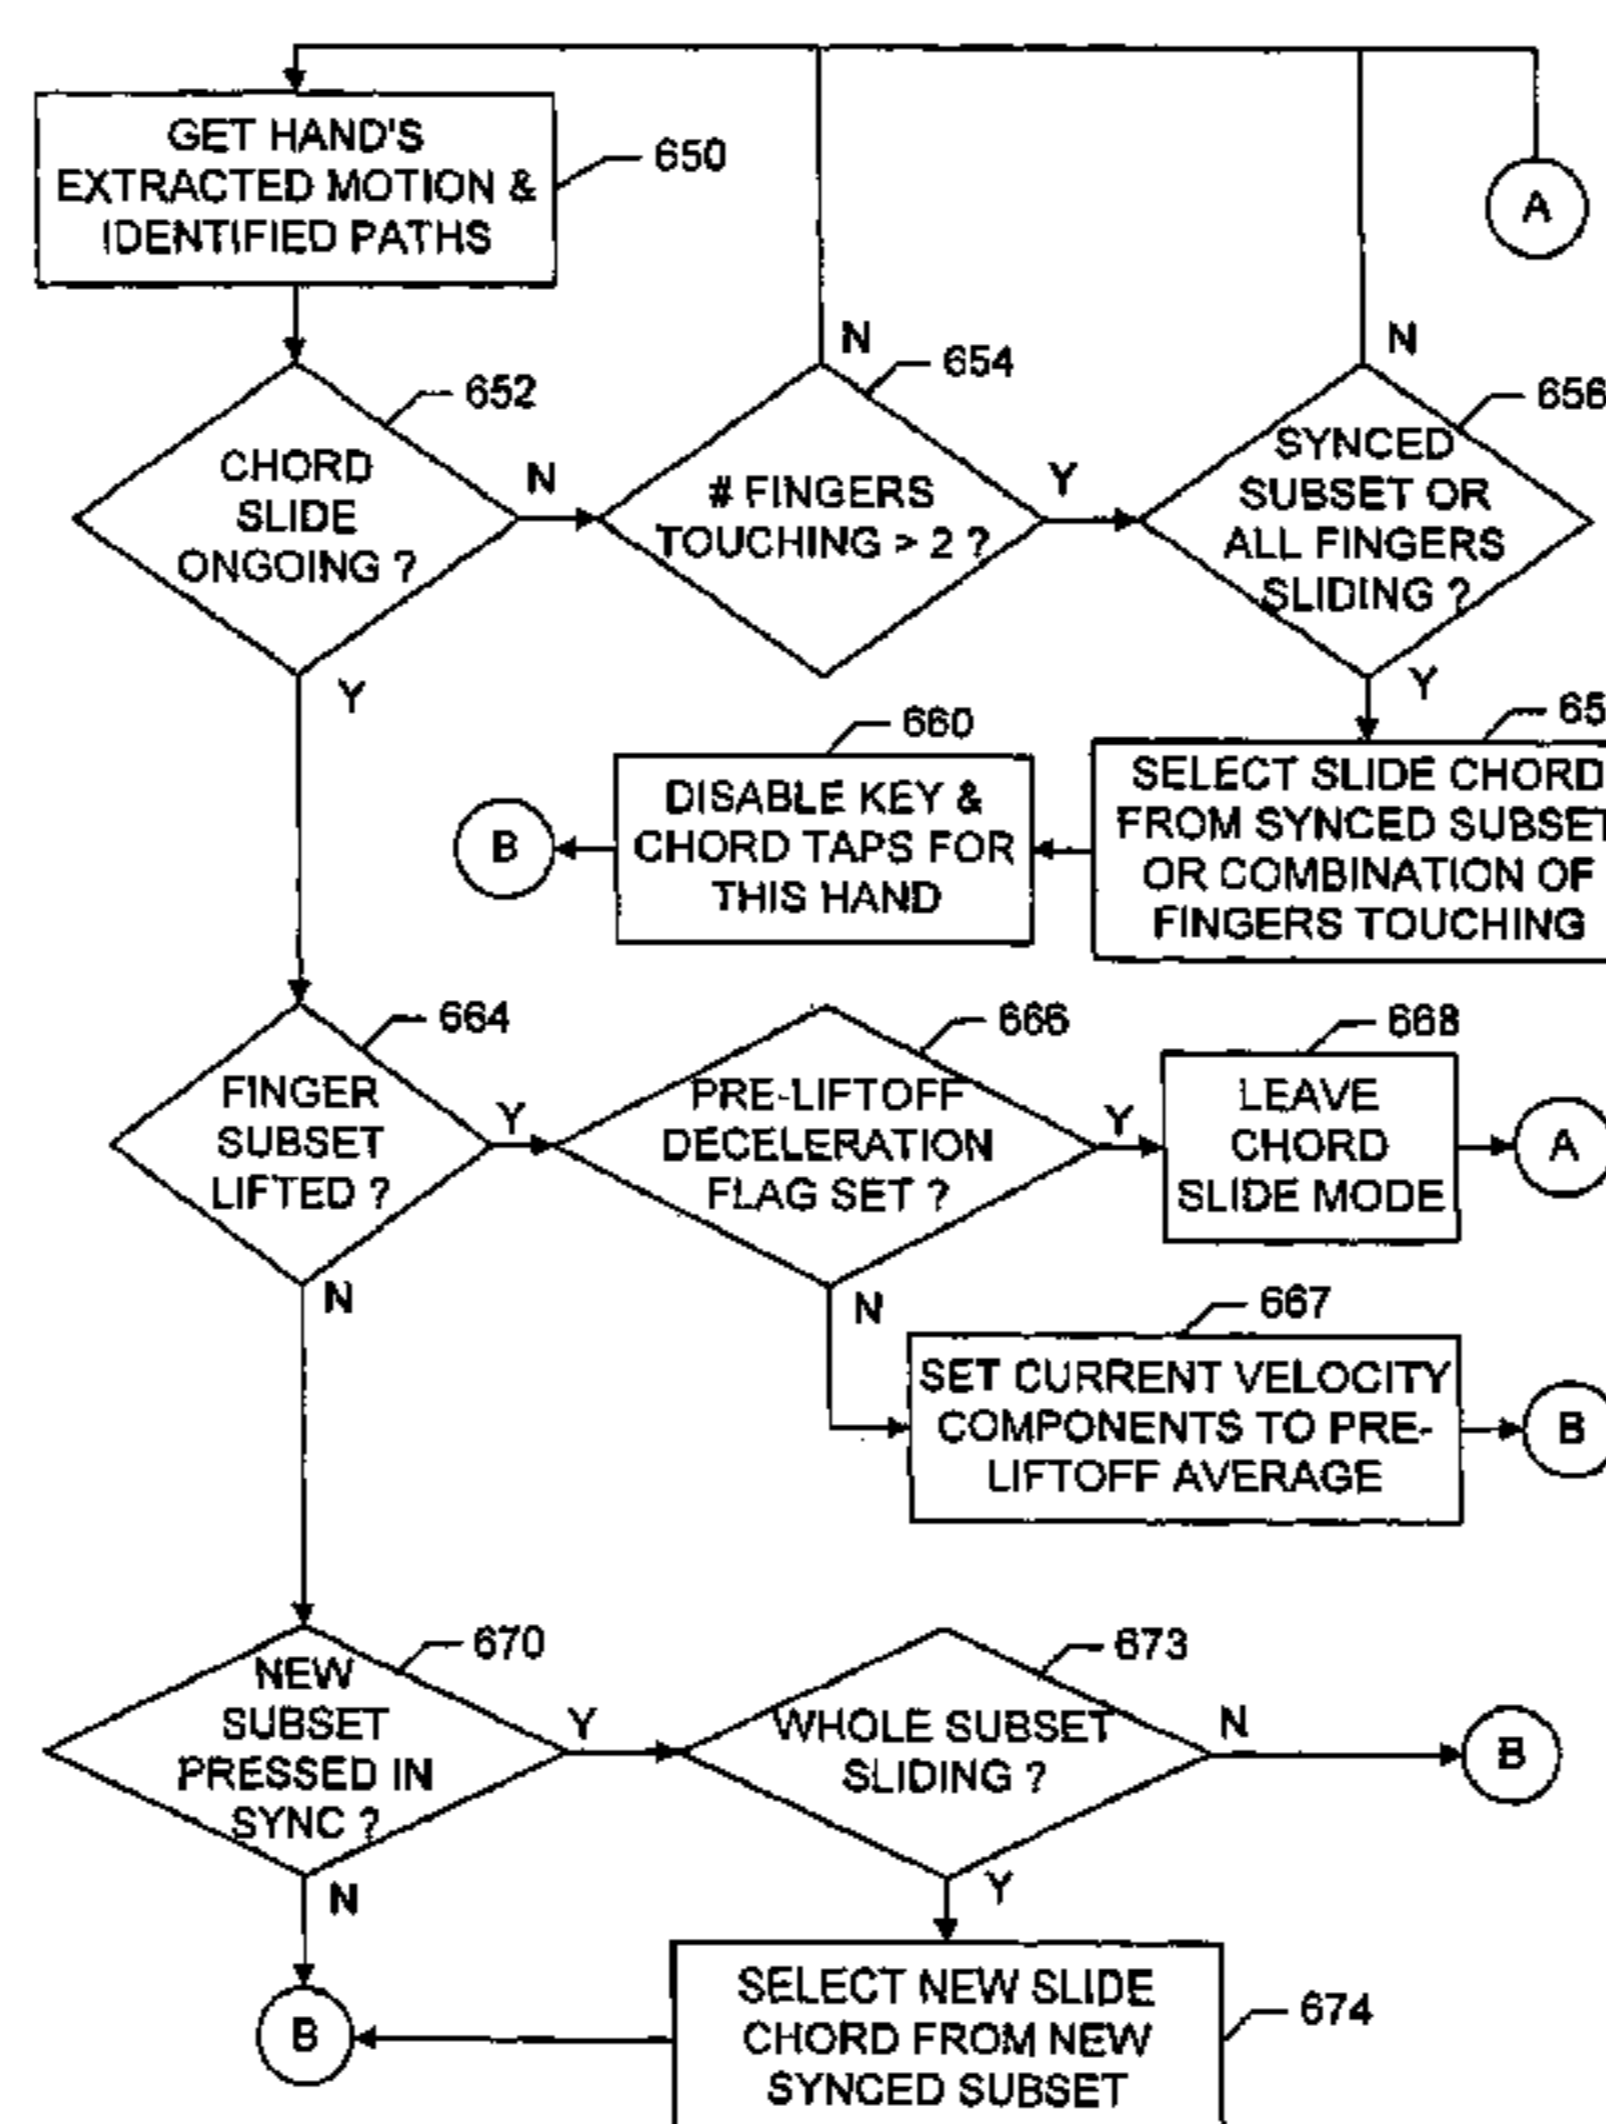 GET HAND'S
EXTRACTED MOTION &
IDENTIFIED PATHS
650
A
N
N
652
654
656
CHORD
SLIDE
ONGOING ?
N
# FINGERS
TOUCHING > 2 ?
Y
SYNCED
SUBSET OR
ALL FINGERS
SLIDING ?
Y
Y
660
65
B
DISABLE KEY &
CHORD TAPS FOR
THIS HAND
SELECT SLIDE CHORD
FROM SYNCED SUBSET
OR COMBINATION OF
FINGERS TOUCHING
664
666
668
FINGER
SUBSET
LIFTED ?
Y
PRE-LIFTOFF
DECELERATION
FLAG SET ?
Y
LEAVE
CHORD
SLIDE MODE
A
N
N
667
SET CURRENT VELOCITY
COMPONENTS TO PRE-
LIFTOFF AVERAGE
B
670
673
NEW
SUBSET
PRESSED IN
SYNC ?
Y
WHOLE SUBSET
SLIDING ?
N
B
N
Y
B
SELECT NEW SLIDE
CHORD FROM NEW
SYNCED SUBSET
674